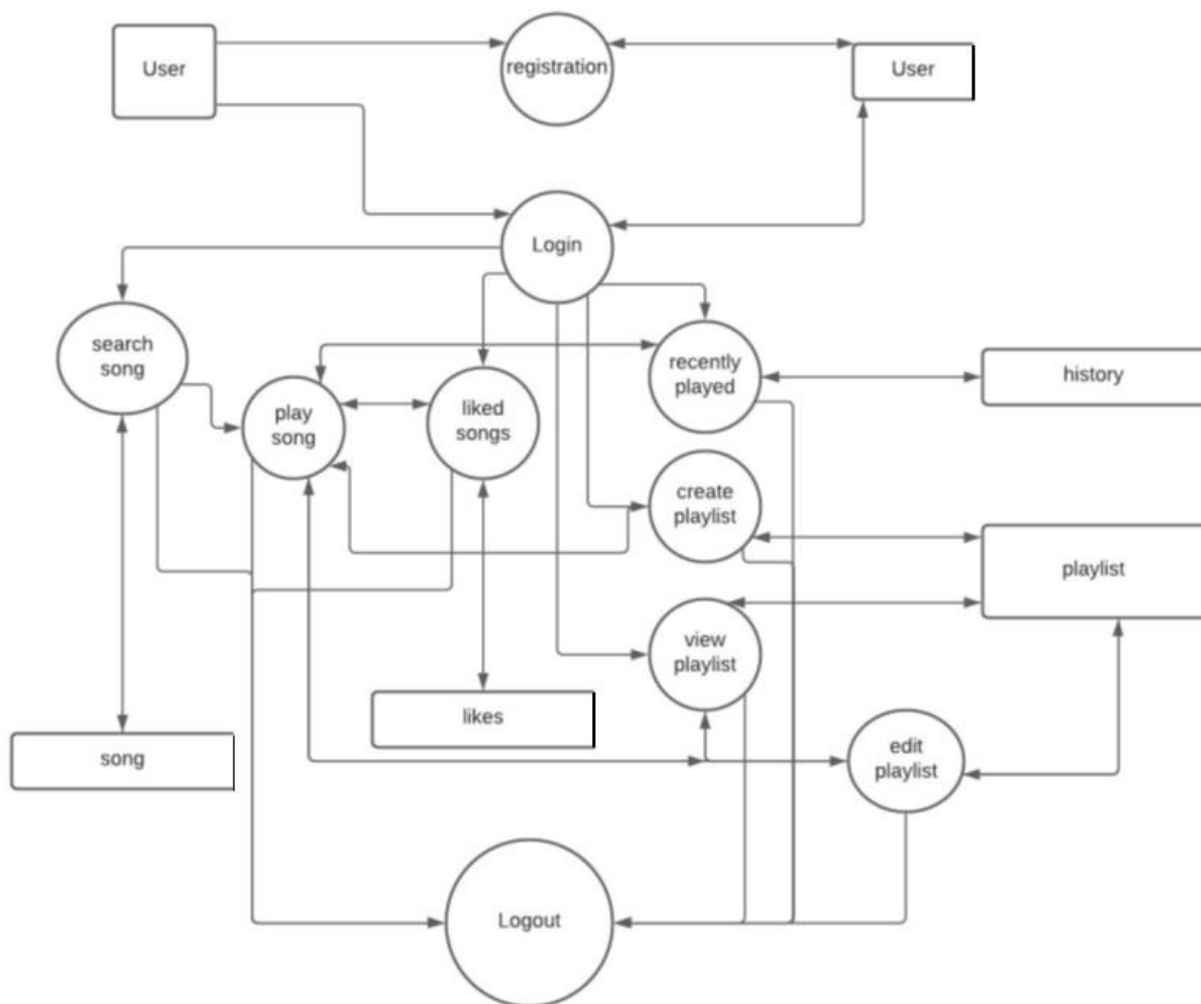 User
registration
User
Login
search
song
play
song
liked
songs
recently
played
history
create
playlist
playlist
view
playlist
likes
song
edit
playlist
Logout